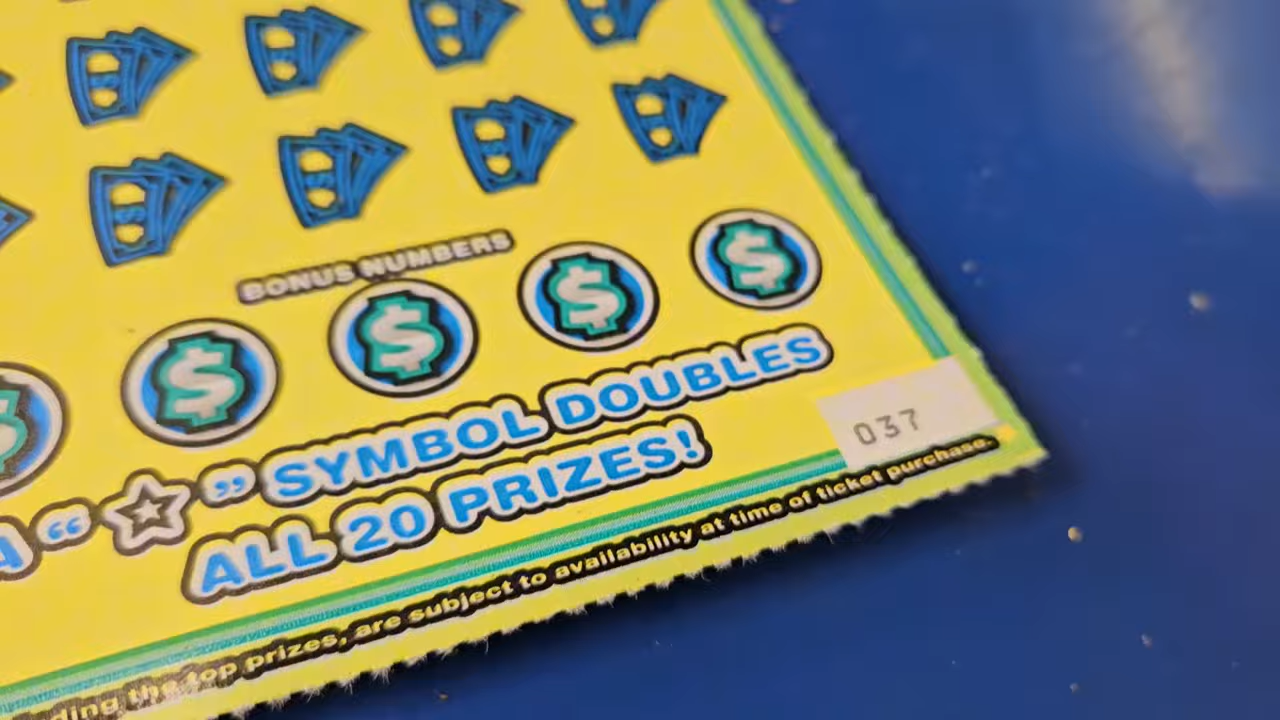 BONUS NUMBERS
$ $ $ $ $
A “☆” SYMBOL DOUBLES
ALL 20 PRIZES!
037
the top prizes, are subject to availability at time of ticket purchase.